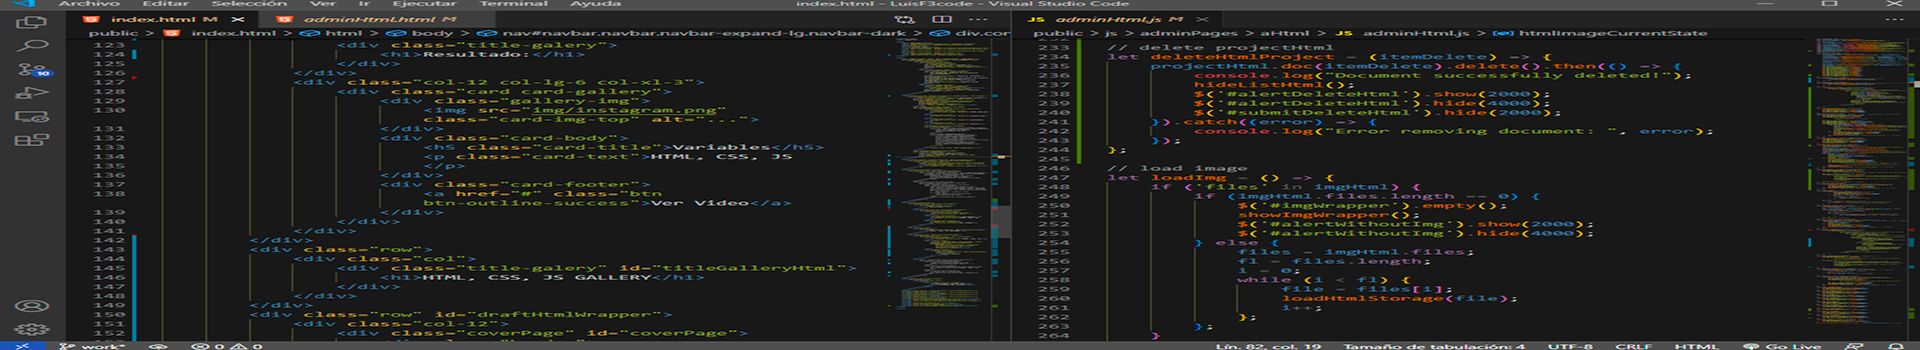 Archivo Editar Selección Ver Ir Ejecutar Terminal Ayuda index.html - LuisF3code - Visual Studio Code
index.html M × adminHtml.html M ···
public > index.html > html > body > nav#navbar.navbar.navbar-expand-lg.navbar-dark > div.con
123 <div class="title-galery">
124 <h1>Resultado:</h1>
125 </div>
126 </div>
127 <div class="col-12 col-lg-6 col-xl-3">
128 <div class="card card-gallery">
129 <div class="gallery-img">
130 <img src="img/instagram.png"
class="card-img-top" alt="...">
131 </div>
132 <div class="card-body">
133 <h5 class="card-title">Variables</h5>
134 <p class="card-text">HTML, CSS, JS
135 </p>
136 </div>
137 <div class="card-footer">
138 <a href="#" class="btn
btn-outline-success">Ver Video</a>
139 </div>
140 </div>
141 </div>
142 </div>
143 <div class="row">
144 <div class="col">
145 <div class="title-galery" id="titleGalleryHtml">
146 <h1>HTML, CSS, JS GALLERY</h1>
147 </div>
148 </div>
149 </div>
150 <div class="row" id="draftHtmlWrapper">
151 <div class="col-12">
152 <div class="coverPage" id="coverPage">
JS adminHtml.js M × ···
public > js > adminPages > aHtml > JS adminHtml.js > htmlImageCurrentState
233 // delete projectHtml
234 let deleteHtmlProject = (itemDelete) => {
235 projectHtml.doc(itemDelete).delete().then(() => {
236 console.log("Document successfully deleted!");
237 hideListHtml();
238 $('#alertDeleteHtml').show(2000);
239 $('#alertDeleteHtml').hide(4000);
240 $('#submitDeleteHtml').hide(2000);
241 }).catch((error) => {
242 console.log("Error removing document: ", error);
243 });
244 };
245
246 // load image
247 let loadImg = () => {
248 if ('files' in imgHtml) {
249 if (imgHtml.files.length == 0) {
250 $('#imgWrapper').empty();
251 showImgWrapper();
252 $('#alertWithoutImg').show(2000);
253 $('#alertWithoutImg').hide(4000);
254 } else {
255 files = imgHtml.files;
256 fl = files.length;
257 i = 0;
258 while (i < fl) {
259 file = files[i];
260 loadHtmlStorage(file);
261 i++;
262 };
263 };
264 }
10
work* 0 0 Lín. 82, col. 19 Tamaño de tabulación: 4 UTF-8 CRLF HTML Go Live